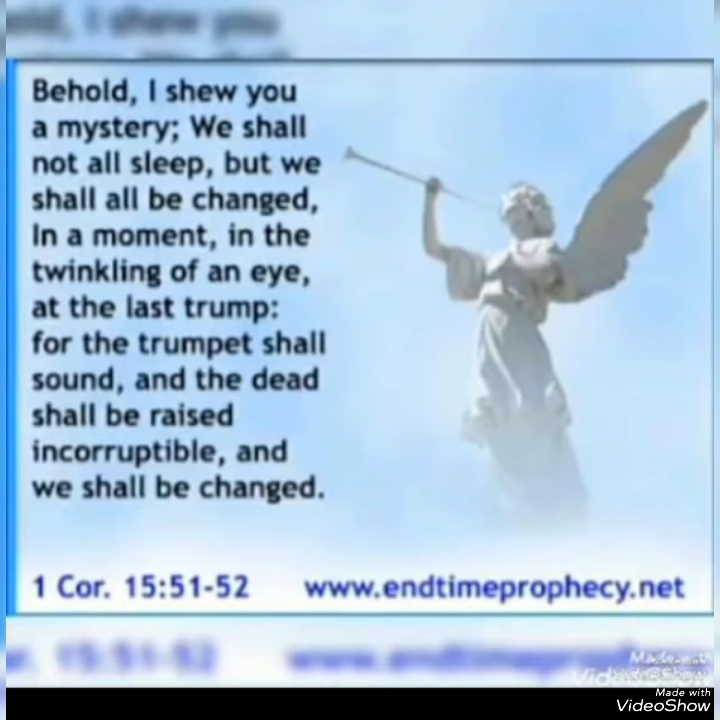 Behold, I shew you
a mystery; We shall
not all sleep, but we
shall all be changed,
In a moment, in the
twinkling of an eye,
at the last trump:
for the trumpet shall
sound, and the dead
shall be raised
incorruptible, and
we shall be changed.
1 Cor. 15:51-52 www.endtimeprophecy.net
Made with
VideoShow